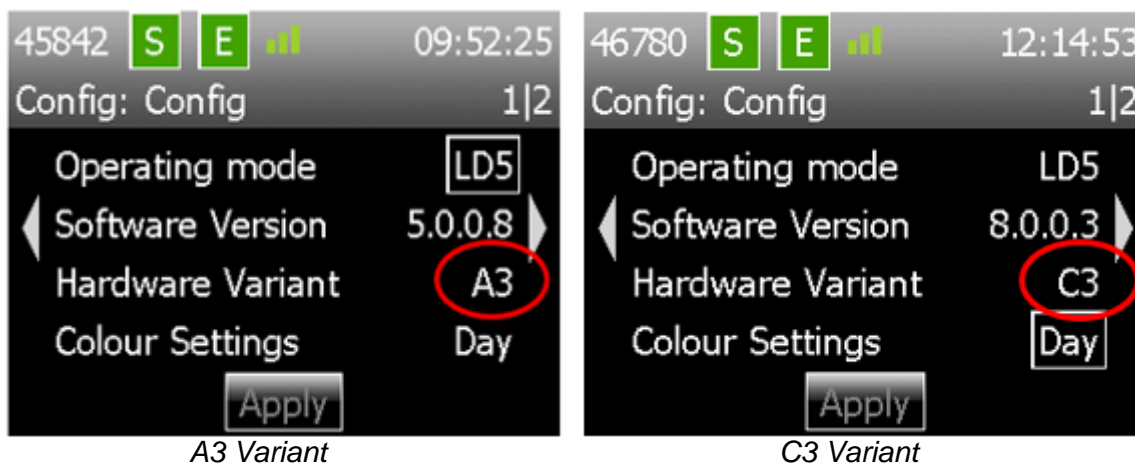 45842 S E 09:52:25
Config: Config 1|2
Operating mode LD5
Software Version 5.0.0.8
Hardware Variant A3
Colour Settings Day
Apply
A3 Variant
46780 S E 12:14:53
Config: Config 1|2
Operating mode LD5
Software Version 8.0.0.3
Hardware Variant C3
Colour Settings Day
Apply
C3 Variant